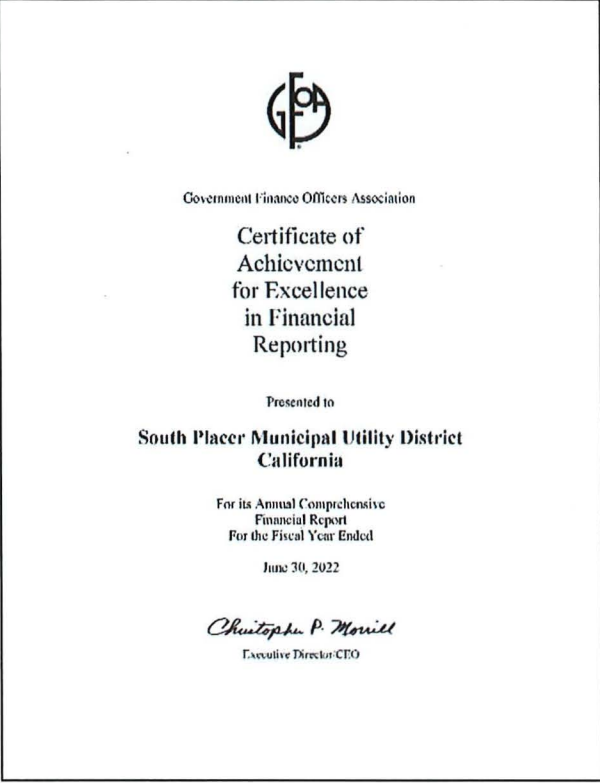 GFOA
Government Finance Officers Association
Certificate of
Achievement
for Excellence
in Financial
Reporting
Presented to
South Placer Municipal Utility District
California
For its Annual Comprehensive
Financial Report
For the Fiscal Year Ended
June 30, 2022
Christopher P. Morrill
Executive Director/CEO